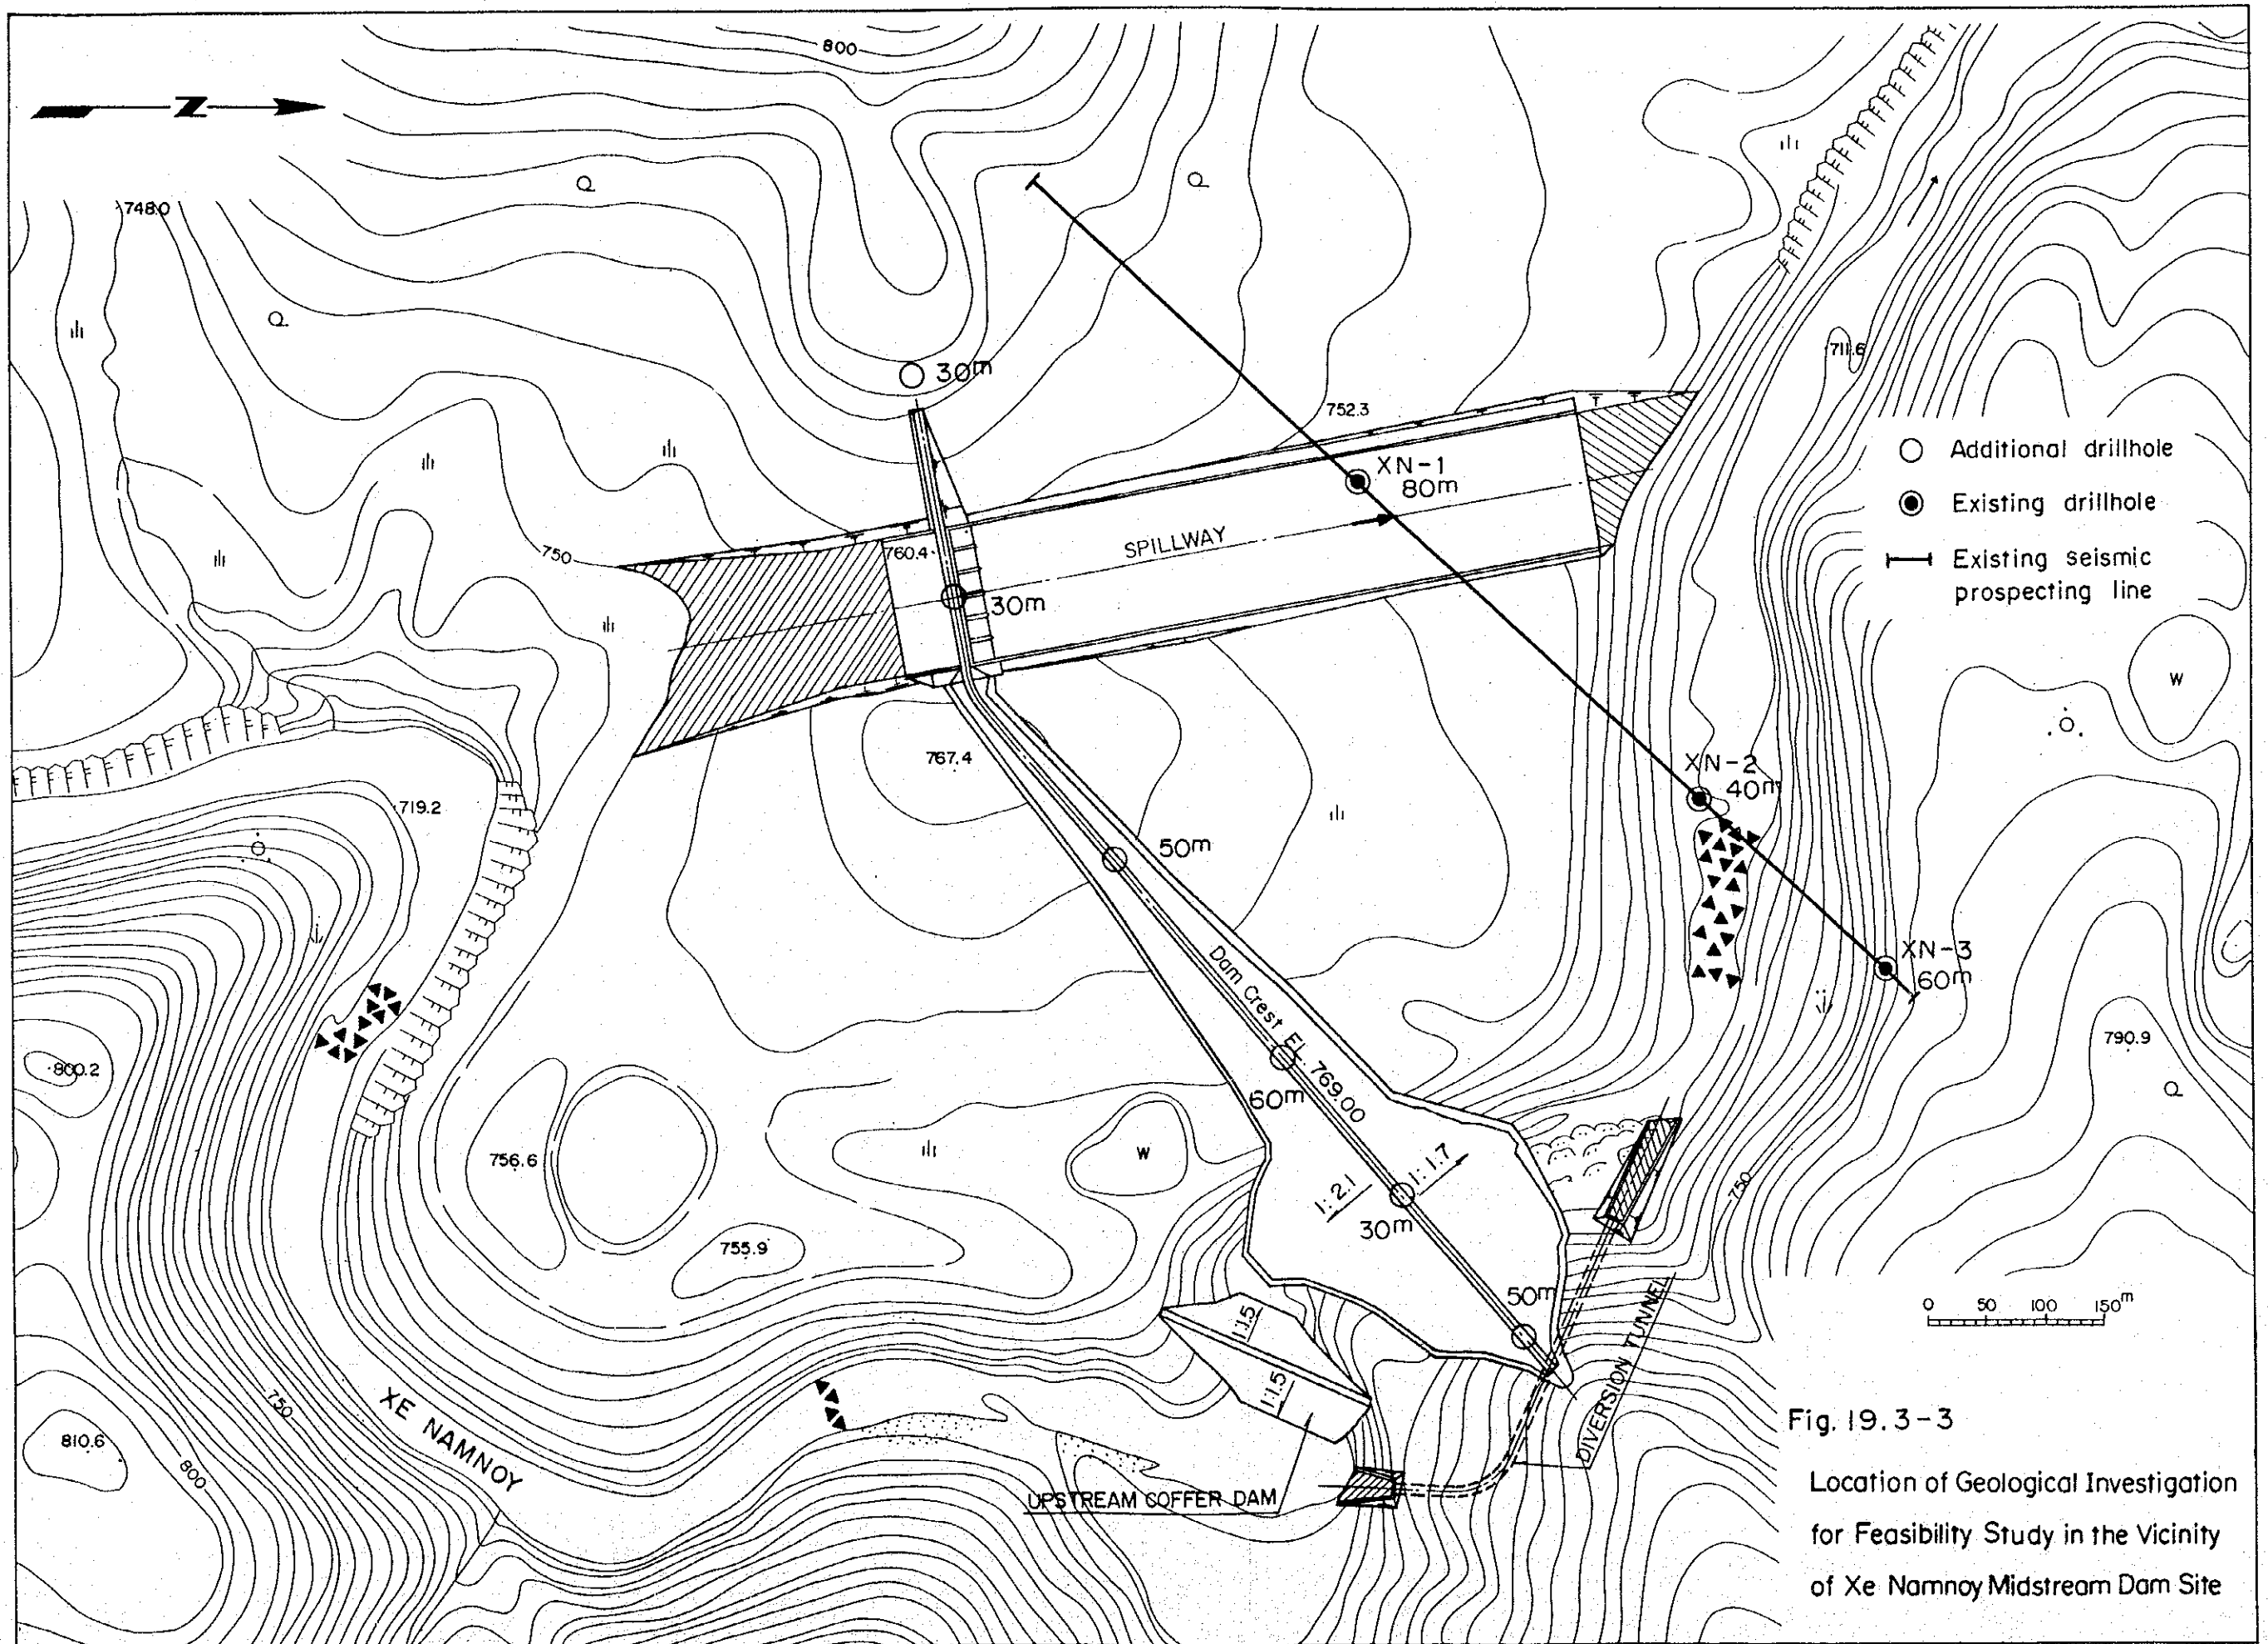 800
Z
748.0
711.6
30m
752.3
Additional drillhole
XN-1
80m
Existing drillhole
SPILLWAY
760.4
750
Existing seismic
prospecting line
30m
W
767.4
XN-2
40m
719.2
50m
XN-3
60m
Dam Crest EL. 769.00
790.9
800.2
60m
756.6
W
1:2.1
1:1.7
750
30m
755.9
50m
0 50 100 150m
1:1.5
1:1.5
DIVERSION TUNNEL
750
XE NAMNOY
810.6
800
UPSTREAM COFFER DAM
Fig. 19.3-3
Location of Geological Investigation
for Feasibility Study in the Vicinity
of Xe Namnoy Midstream Dam Site